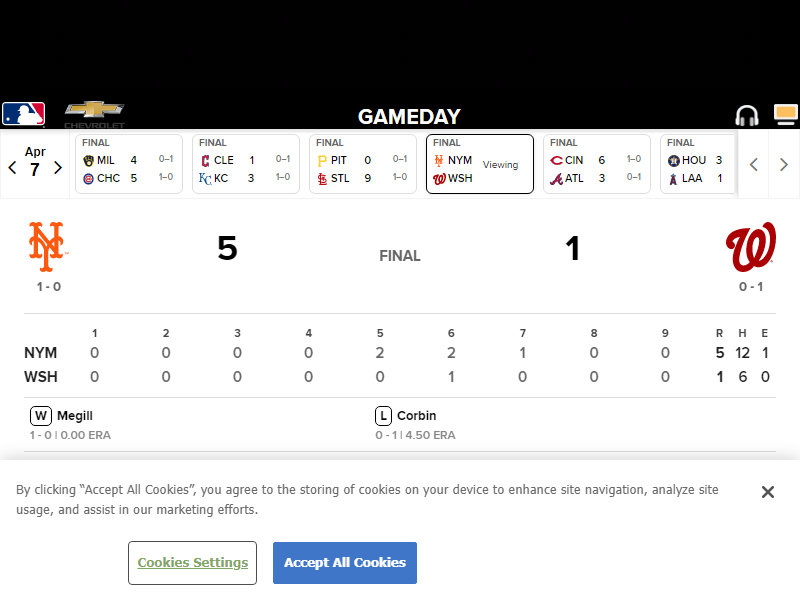 CHEVROLET
GAMEDAY
Apr
7
FINAL
MIL 4 0–1
CHC 5 1–0
FINAL
CLE 1 0–1
KC 3 1–0
FINAL
PIT 0 0–1
STL 9 1–0
FINAL
NYM
WSH
Viewing
FINAL
CIN 6 1–0
ATL 3 0–1
FINAL
HOU 3
LAA 1
5 FINAL 1
1 - 0 0 - 1
1 2 3 4 5 6 7 8 9 R H E
NYM 0 0 0 0 2 2 1 0 0 5 12 1
WSH 0 0 0 0 0 1 0 0 0 1 6 0
W Megill L Corbin
1 - 0 | 0.00 ERA 0 - 1 | 4.50 ERA
By clicking “Accept All Cookies”, you agree to the storing of cookies on your device to enhance site navigation, analyze site
usage, and assist in our marketing efforts.
Cookies Settings Accept All Cookies